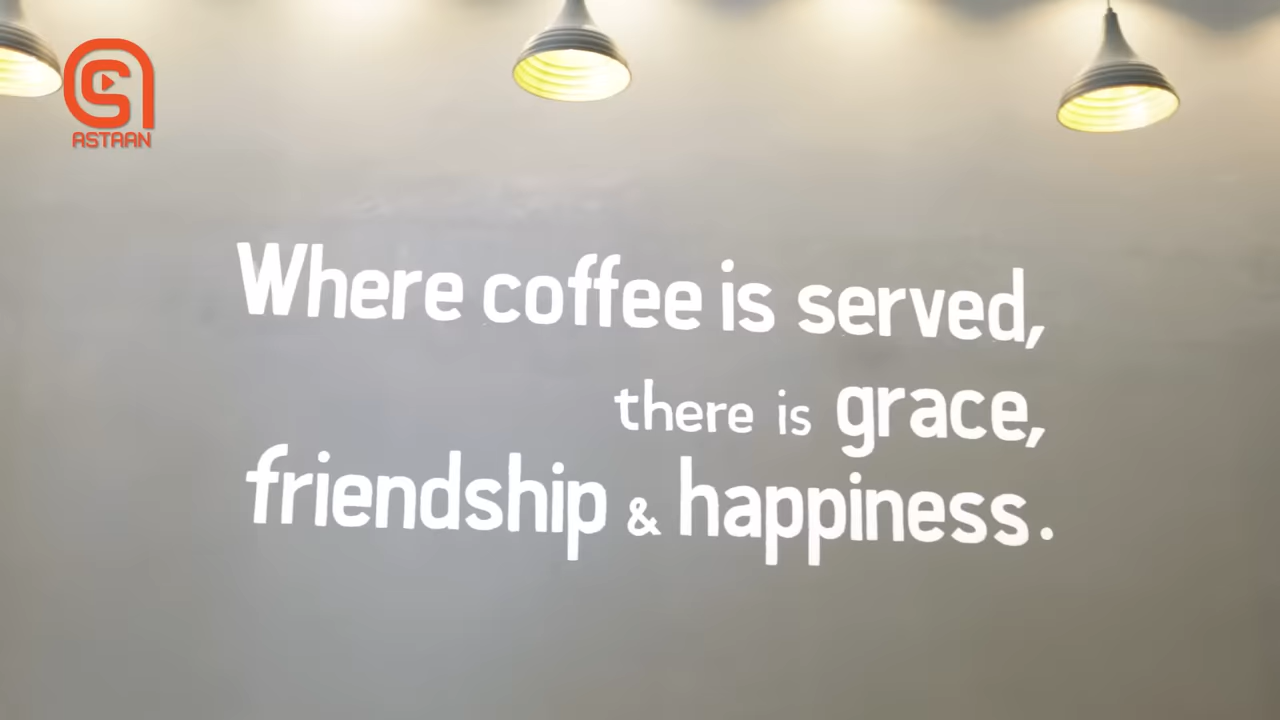 ASTAAN
Where coffee is served,
there is grace,
friendship & happiness.